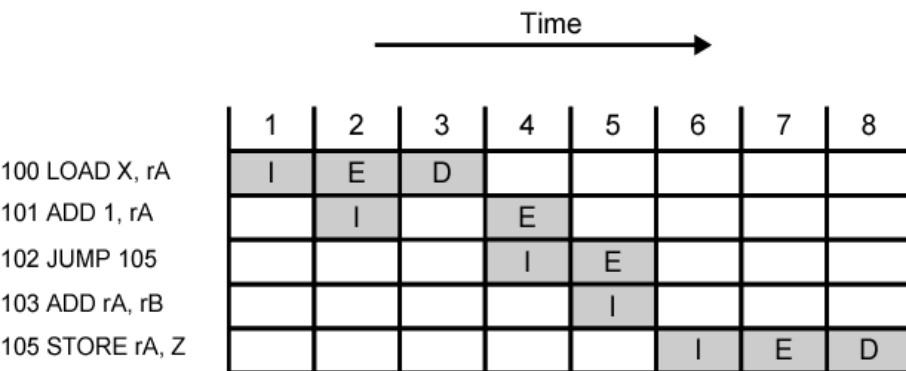 Time
1 2 3 4 5 6 7 8
100 LOAD X, rA I E D
101 ADD 1, rA I E
102 JUMP 105 I E
103 ADD rA, rB I
105 STORE rA, Z I E D